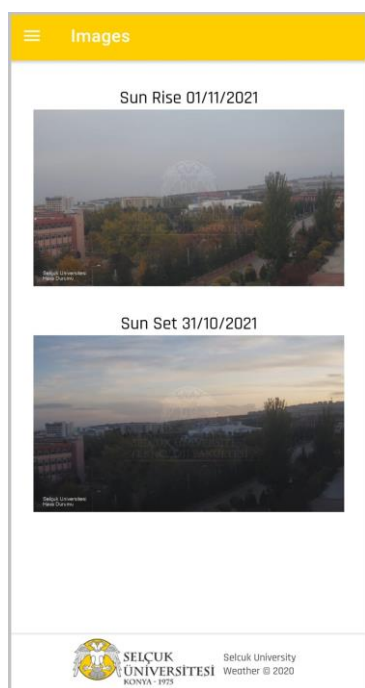 Images
Sun Rise 01/11/2021
Selçuk Üniversitesi
Hava Durumu
Sun Set 31/10/2021
Selçuk Üniversitesi
Hava Durumu
SELÇUK
ÜNİVERSİTESİ
KONYA - 1975
Selcuk University
Weather © 2020